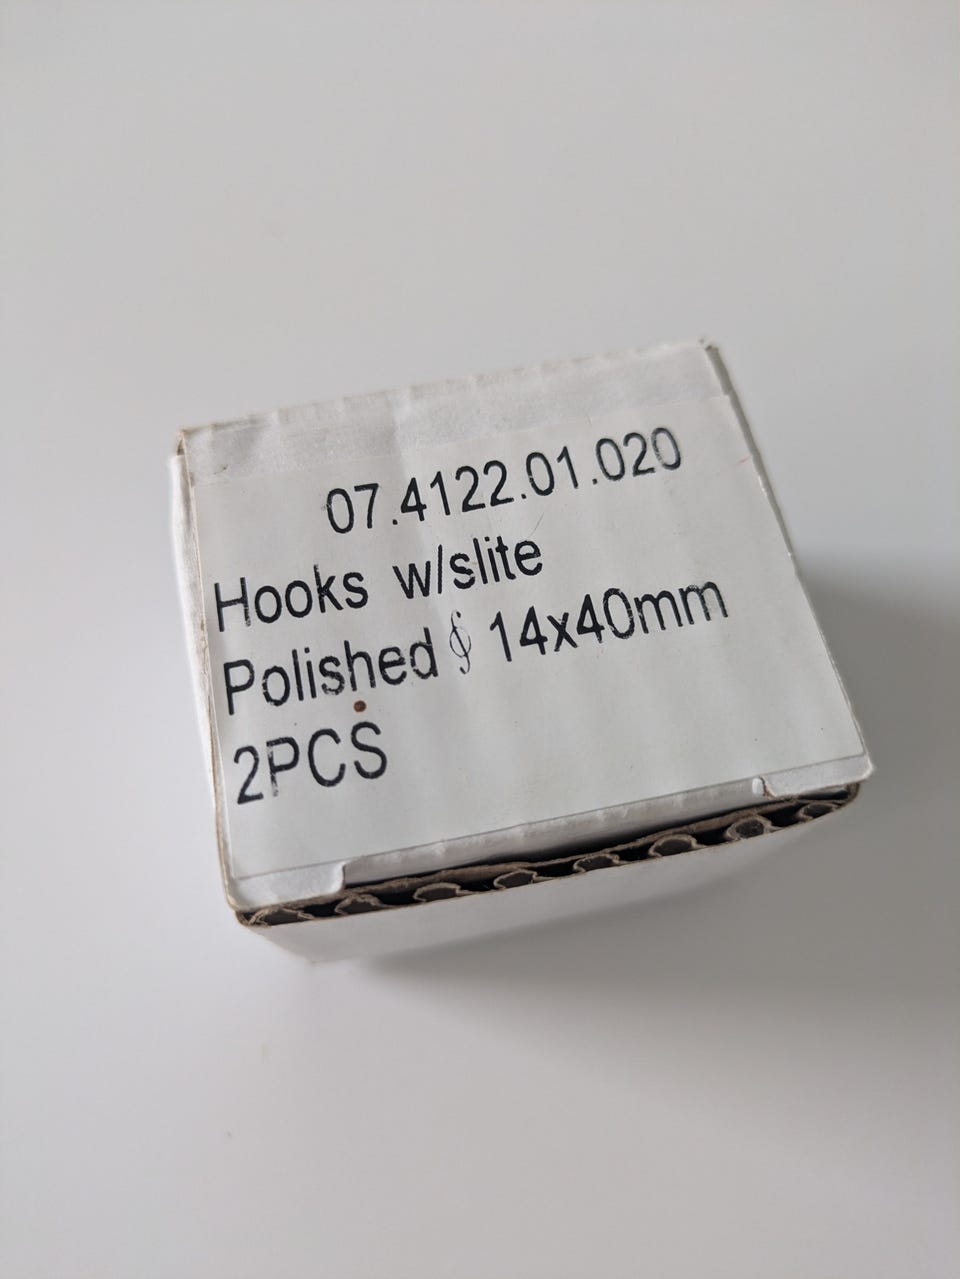 07.4122.01.020
Hooks w/slite
Polished ∮ 14x40mm
2PCS